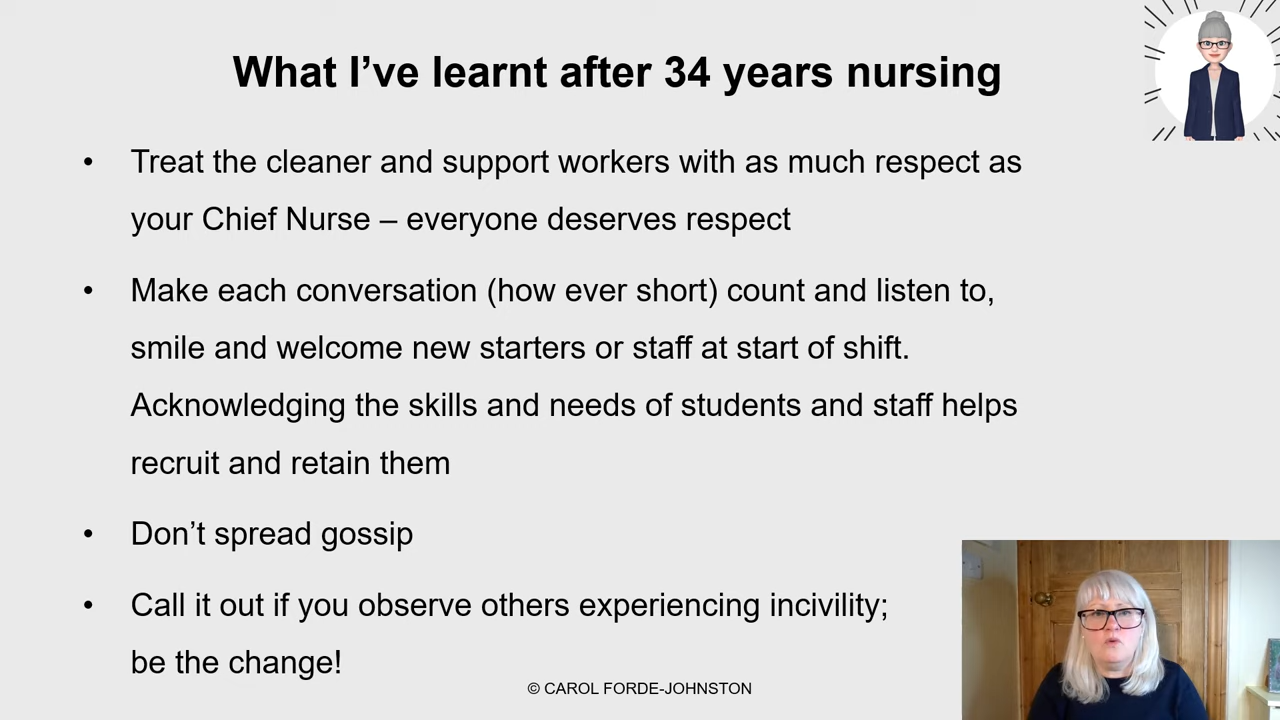 What I’ve learnt after 34 years nursing
• Treat the cleaner and support workers with as much respect as
your Chief Nurse – everyone deserves respect
• Make each conversation (how ever short) count and listen to,
smile and welcome new starters or staff at start of shift.
Acknowledging the skills and needs of students and staff helps
recruit and retain them
• Don’t spread gossip
• Call it out if you observe others experiencing incivility;
be the change!
© CAROL FORDE-JOHNSTON